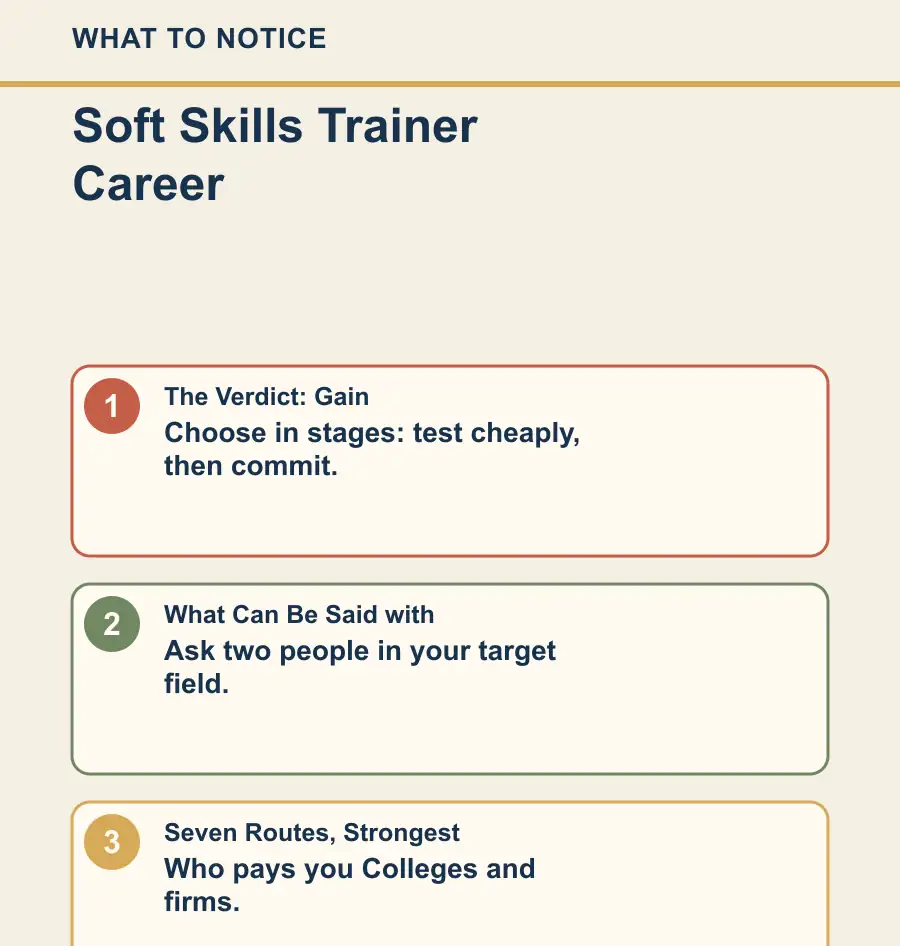 WHAT TO NOTICE
Soft Skills Trainer
Career
1
The Verdict: Gain
Choose in stages: test cheaply,
then commit.
2
What Can Be Said with
Ask two people in your target
field.
3
Seven Routes, Strongest
Who pays you Colleges and
firms.